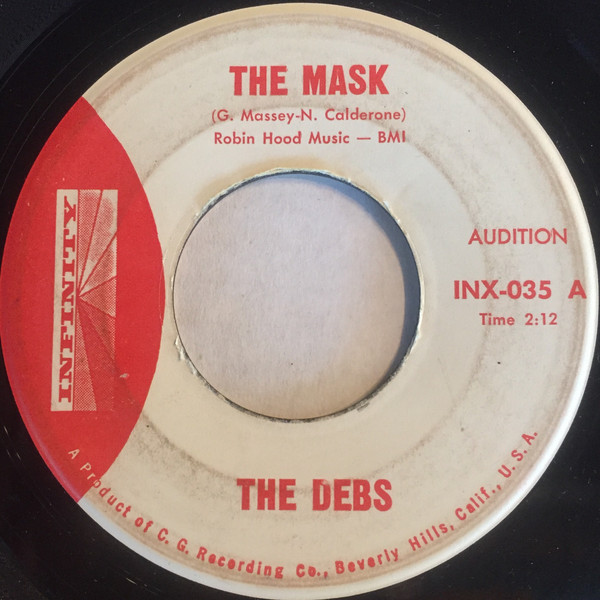 THE MASK
(G. Massey-N. Calderone)
Robin Hood Music — BMI
INFINITY
AUDITION
INX-035 A
Time 2:12
THE DEBS
A Product of C. G. Recording Co., Beverly Hills, Calif., U. S. A.